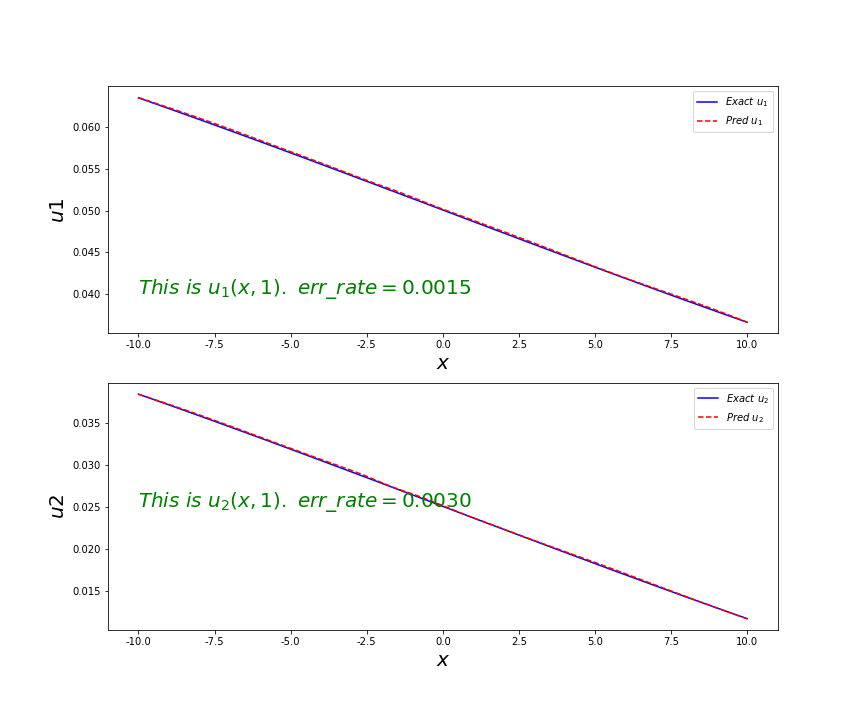 Exact u₁
Pred u₁
0.060
0.055
0.050
0.045
0.040
u1
This is u₁(x, 1). err_rate = 0.0015
-10.0 -7.5 -5.0 -2.5 0.0 2.5 5.0 7.5 10.0
x
Exact u₂
Pred u₂
0.035
0.030
0.025
0.020
0.015
u2
This is u₂(x, 1). err_rate = 0.0030
-10.0 -7.5 -5.0 -2.5 0.0 2.5 5.0 7.5 10.0
x